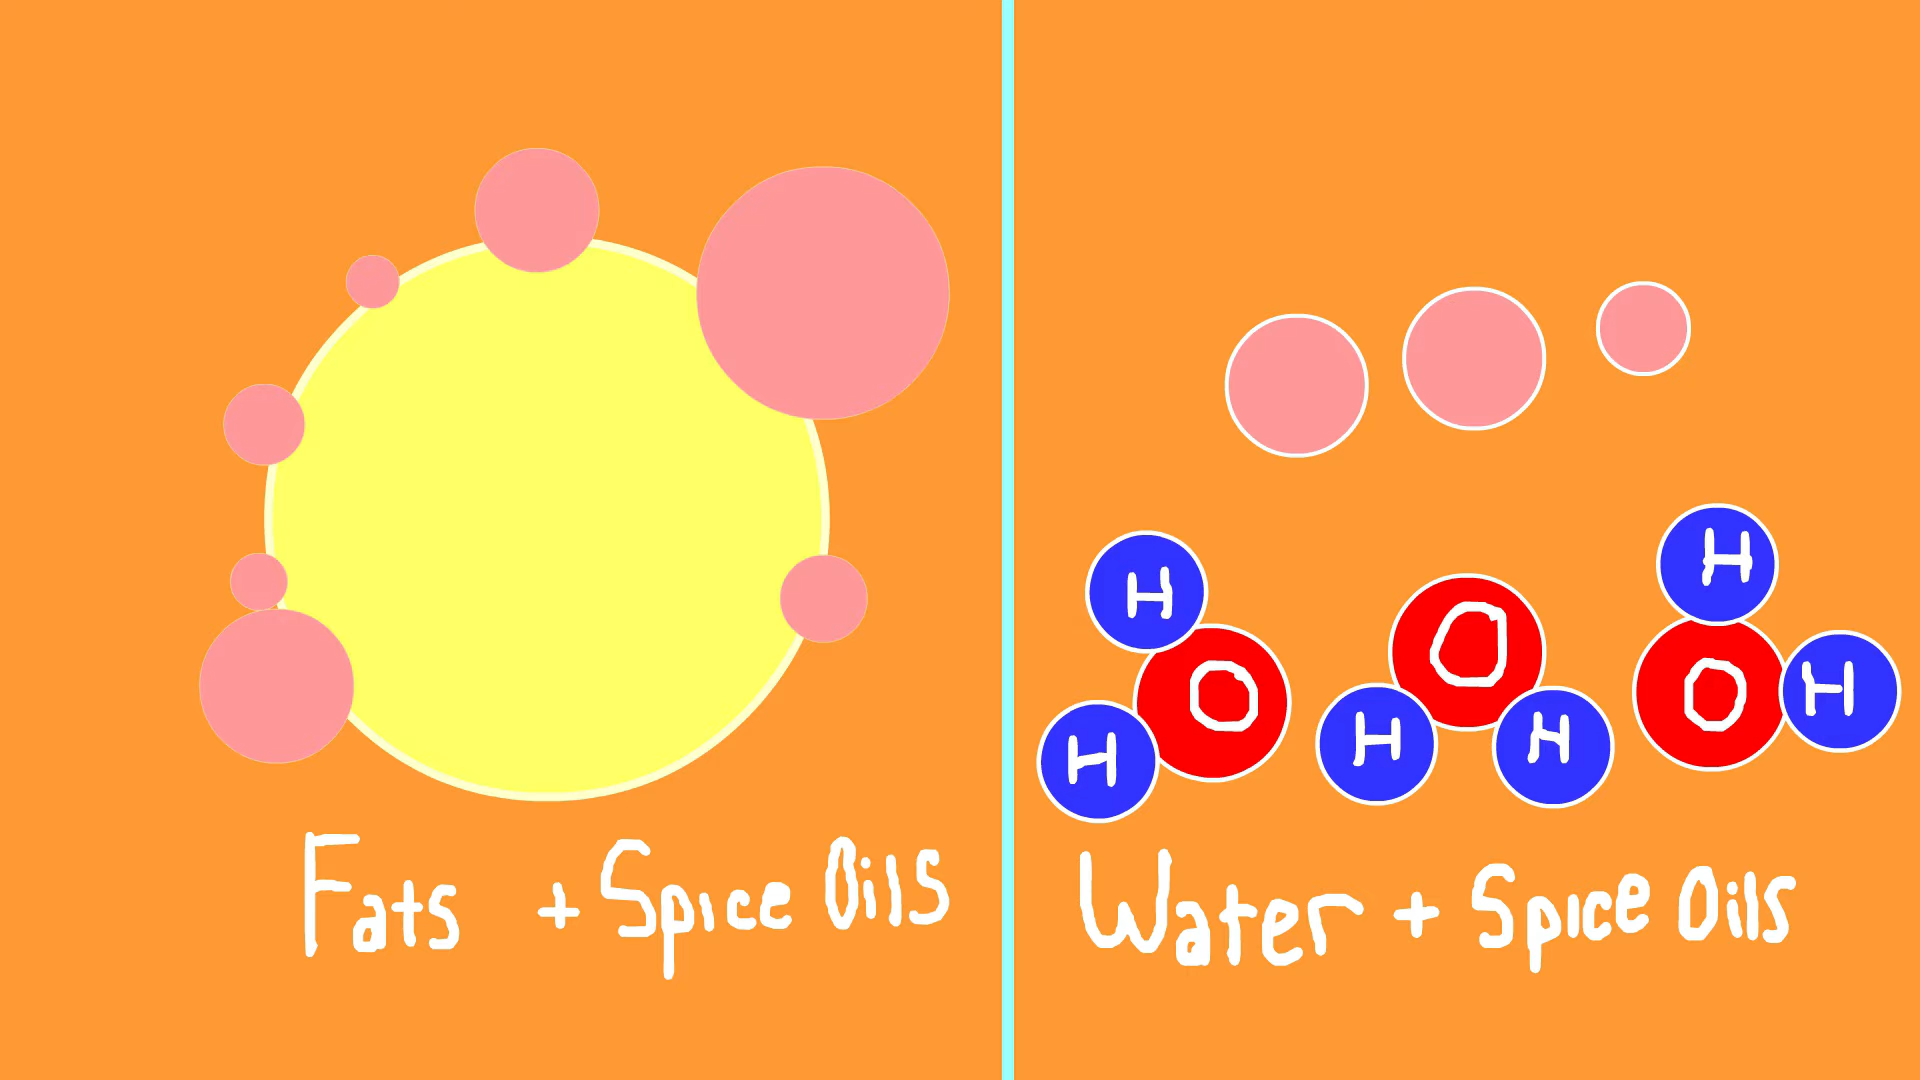 H
H
O
O
H
H
H
O
H
Fats + Spice Oils
Water + Spice Oils